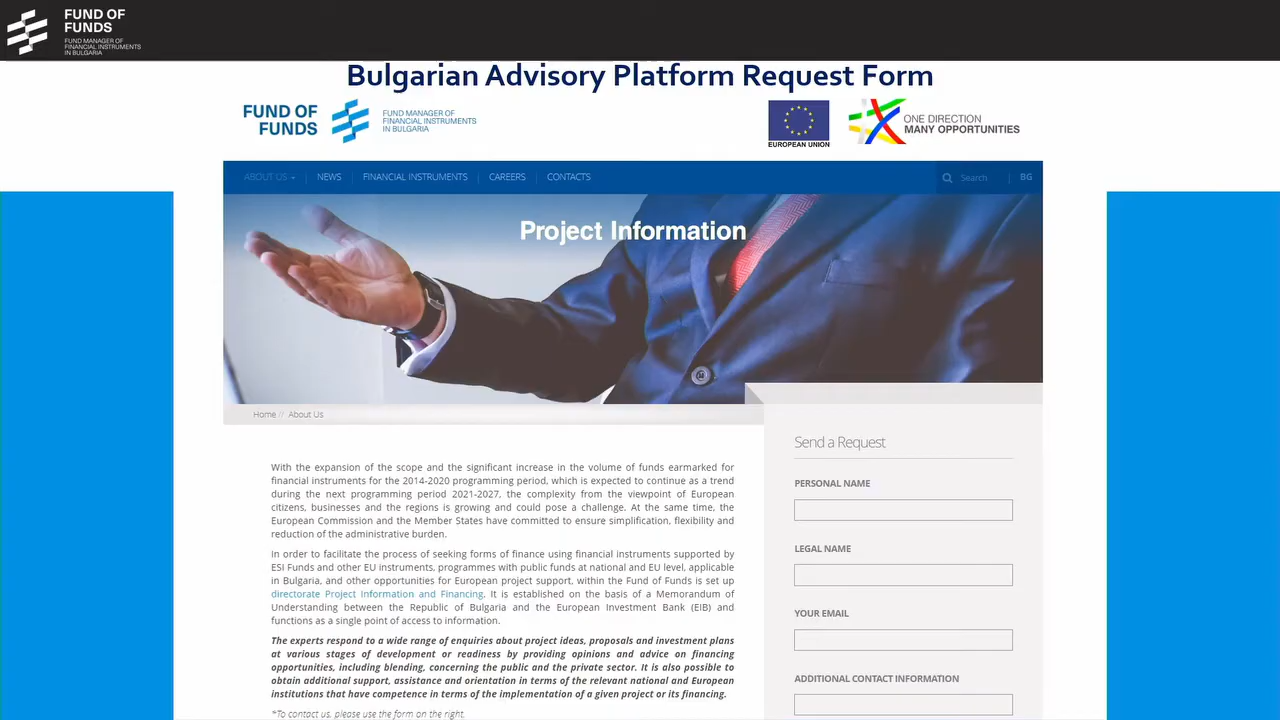 FUND OF
FUNDS
FUND MANAGER OF
FINANCIAL INSTRUMENTS
IN BULGARIA
Bulgarian Advisory Platform Request Form
FUND OF
FUNDS
FUND MANAGER OF
FINANCIAL INSTRUMENTS
IN BULGARIA
EUROPEAN UNION
ONE DIRECTION
MANY OPPORTUNITIES
ABOUT US
NEWS
FINANCIAL INSTRUMENTS
CAREERS
CONTACTS
Search
BG
Project Information
Home // About Us
With the expansion of the scope and the significant increase in the volume of funds earmarked for
financial instruments for the 2014-2020 programming period, which is expected to continue as a trend
during the next programming period 2021-2027, the complexity from the viewpoint of European
citizens, businesses and the regions is growing and could pose a challenge. At the same time, the
European Commission and the Member States have committed to ensure simplification, flexibility and
reduction of the administrative burden.
In order to facilitate the process of seeking forms of finance using financial instruments supported by
ESI Funds and other EU instruments, programmes with public funds at national and EU level, applicable
in Bulgaria, and other opportunities for European project support, within the Fund of Funds is set up
directorate Project Information and Financing. It is established on the basis of a Memorandum of
Understanding between the Republic of Bulgaria and the European Investment Bank (EIB) and
functions as a single point of access to information.
The experts respond to a wide range of enquiries about project ideas, proposals and investment plans
at various stages of development or readiness by providing opinions and advice on financing
opportunities, including blending, concerning the public and the private sector. It is also possible to
obtain additional support, assistance and orientation in terms of the relevant national and European
institutions that have competence in terms of the implementation of a given project or its financing.
*To contact us, please use the form on the right.
Send a Request
PERSONAL NAME
LEGAL NAME
YOUR EMAIL
ADDITIONAL CONTACT INFORMATION